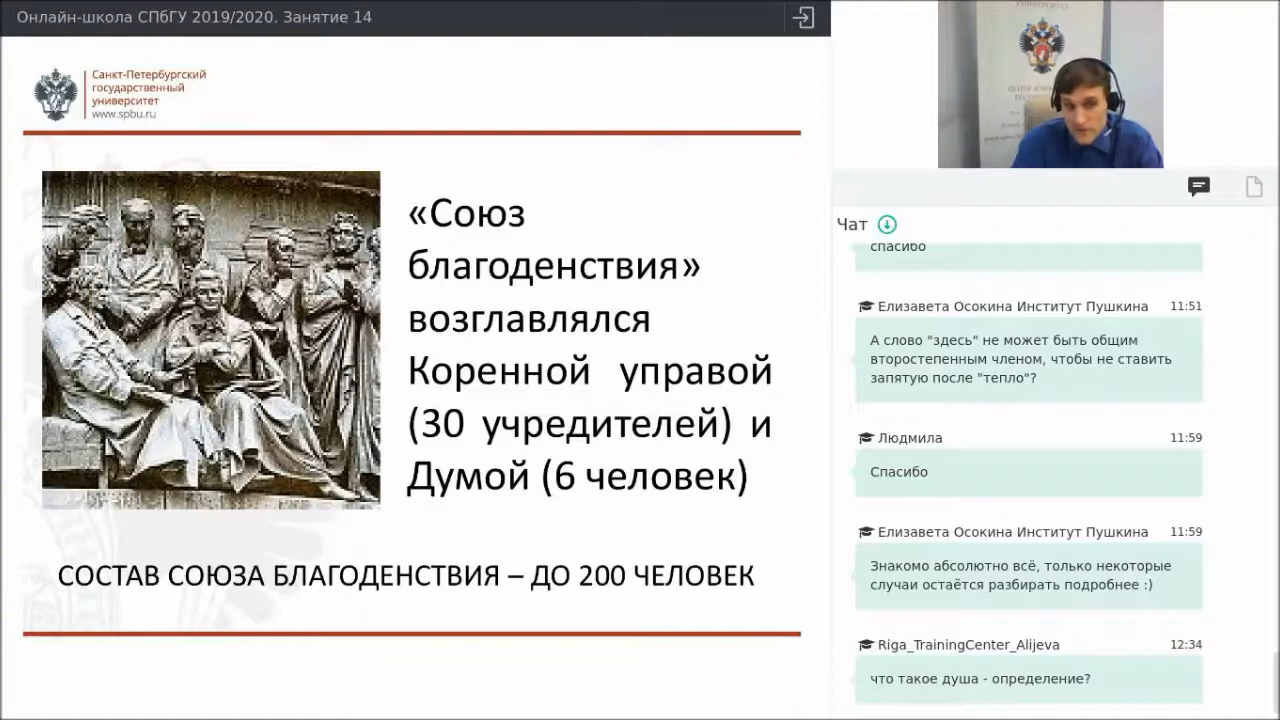 Онлайн-школа СПбГУ 2019/2020. Занятие 14
Санкт-Петербургский
государственный
университет
www.spbu.ru
«Союз
благоденствия»
возглавлялся
Коренной управой
(30 учредителей) и
Думой (6 человек)
СОСТАВ СОЮЗА БЛАГОДЕНСТВИЯ – ДО 200 ЧЕЛОВЕК
Чат
спасибо
Елизавета Осокина Институт Пушкина 11:51
А слово "здесь" не может быть общим
второстепенным членом, чтобы не ставить
запятую после "тепло"?
Людмила 11:59
Спасибо
Елизавета Осокина Институт Пушкина 11:59
Знакомо абсолютно всё, только некоторые
случаи остаётся разбирать подробнее :)
Riga_TrainingCenter_Alijeva 12:34
что такое душа - определение?